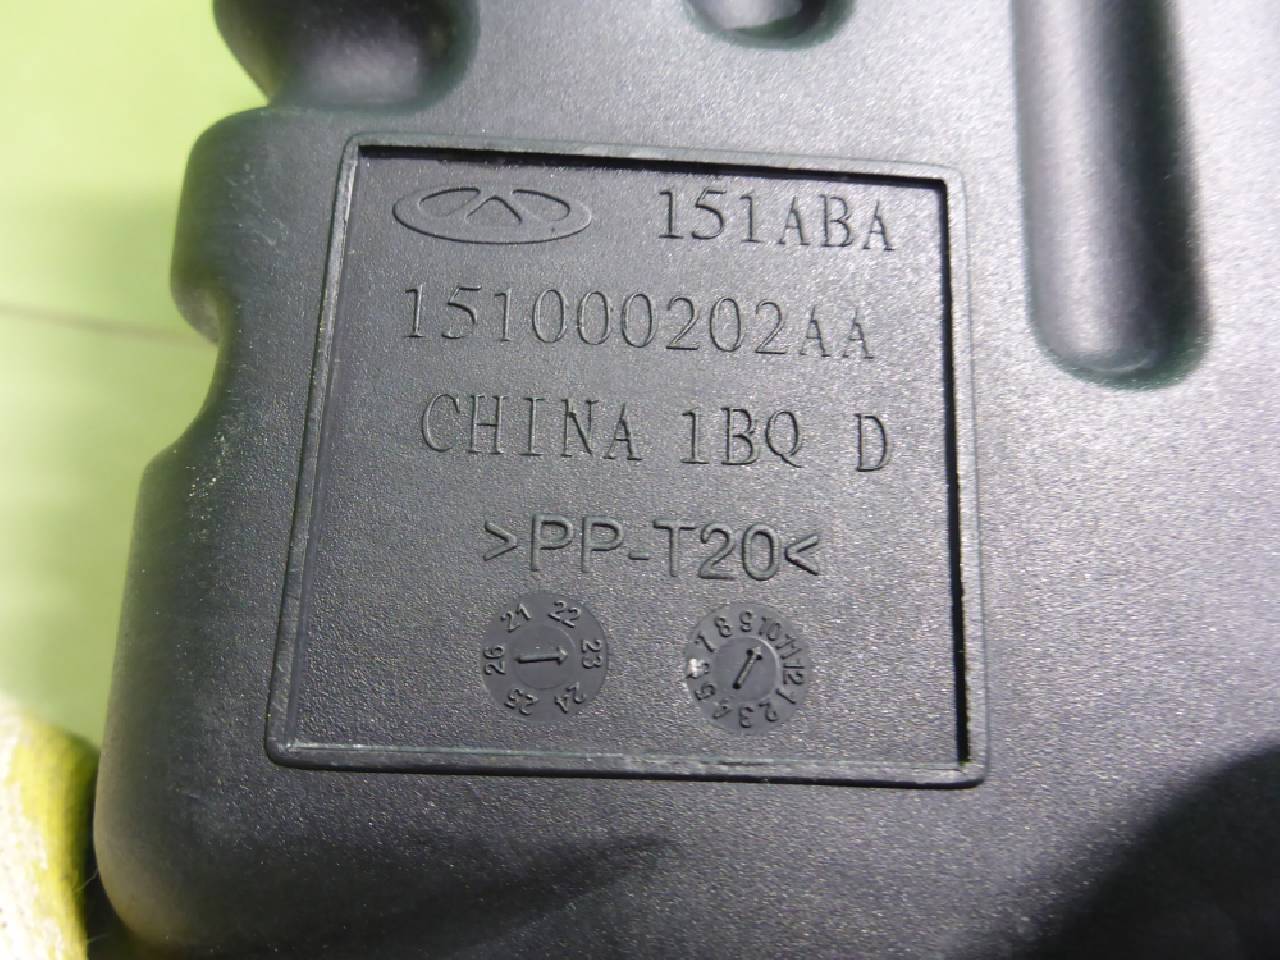 151ABA
151000202AA
CHINA 1BQ D
>PP-T20<
21 22 23 24 25 26
1 2 3 4 5 6 7 8 9 10 11 12